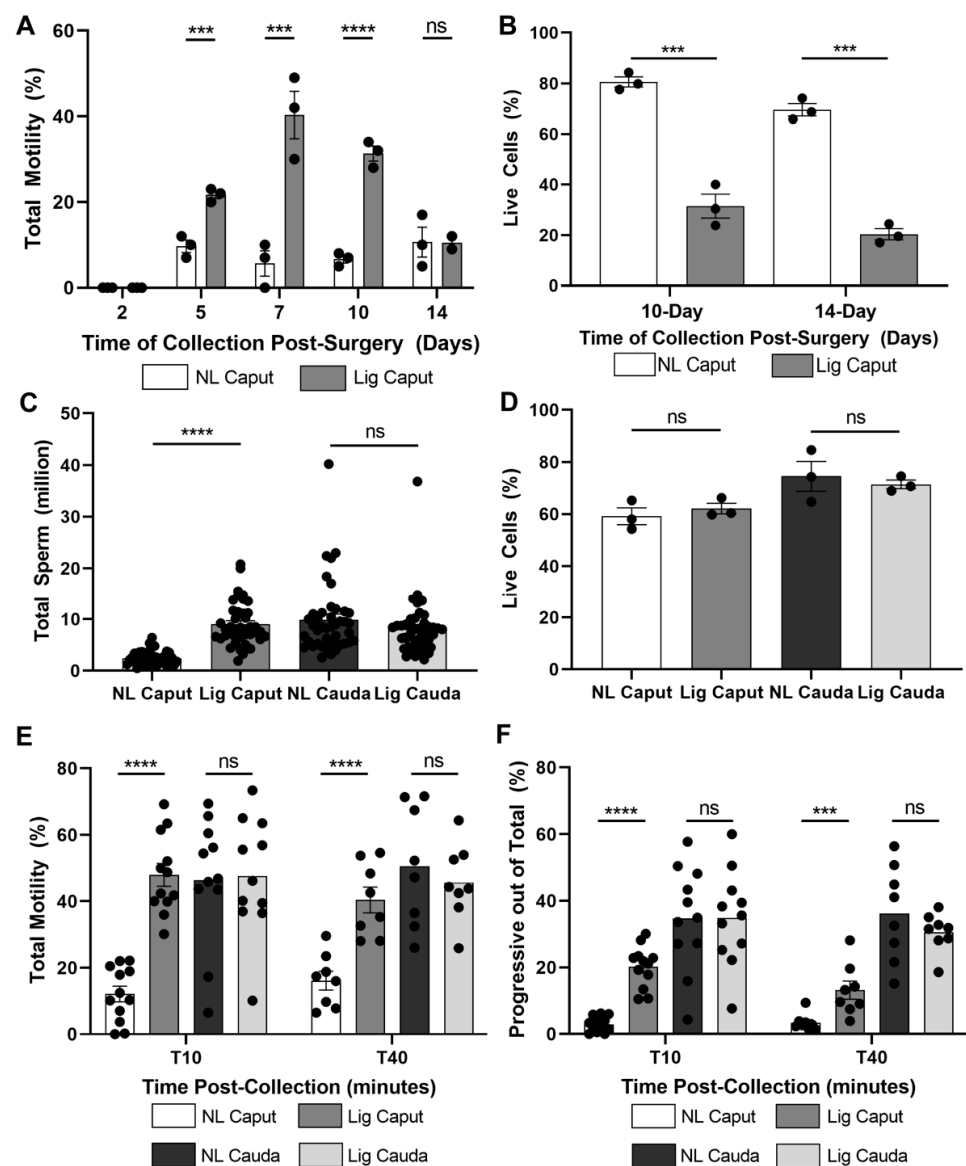 A
Total Motility (%)
60
40
20
0
***
***
****
ns
2 5 7 10 14
Time of Collection Post-Surgery (Days)
NL Caput Lig Caput
B
Live Cells (%)
100
80
60
40
20
0
***
***
10-Day 14-Day
Time of Collection Post-Surgery (Days)
NL Caput Lig Caput
C
Total Sperm (million)
50
40
30
20
10
0
****
ns
NL Caput Lig Caput NL Cauda Lig Cauda
D
Live Cells (%)
100
80
60
40
20
0
ns
ns
NL Caput Lig Caput NL Cauda Lig Cauda
E
Total Motility (%)
80
60
40
20
0
****
ns
****
ns
T10 T40
Time Post-Collection (minutes)
NL Caput Lig Caput
NL Cauda Lig Cauda
F
Progressive out of Total (%)
80
60
40
20
0
****
ns
***
ns
T10 T40
Time Post-Collection (minutes)
NL Caput Lig Caput
NL Cauda Lig Cauda